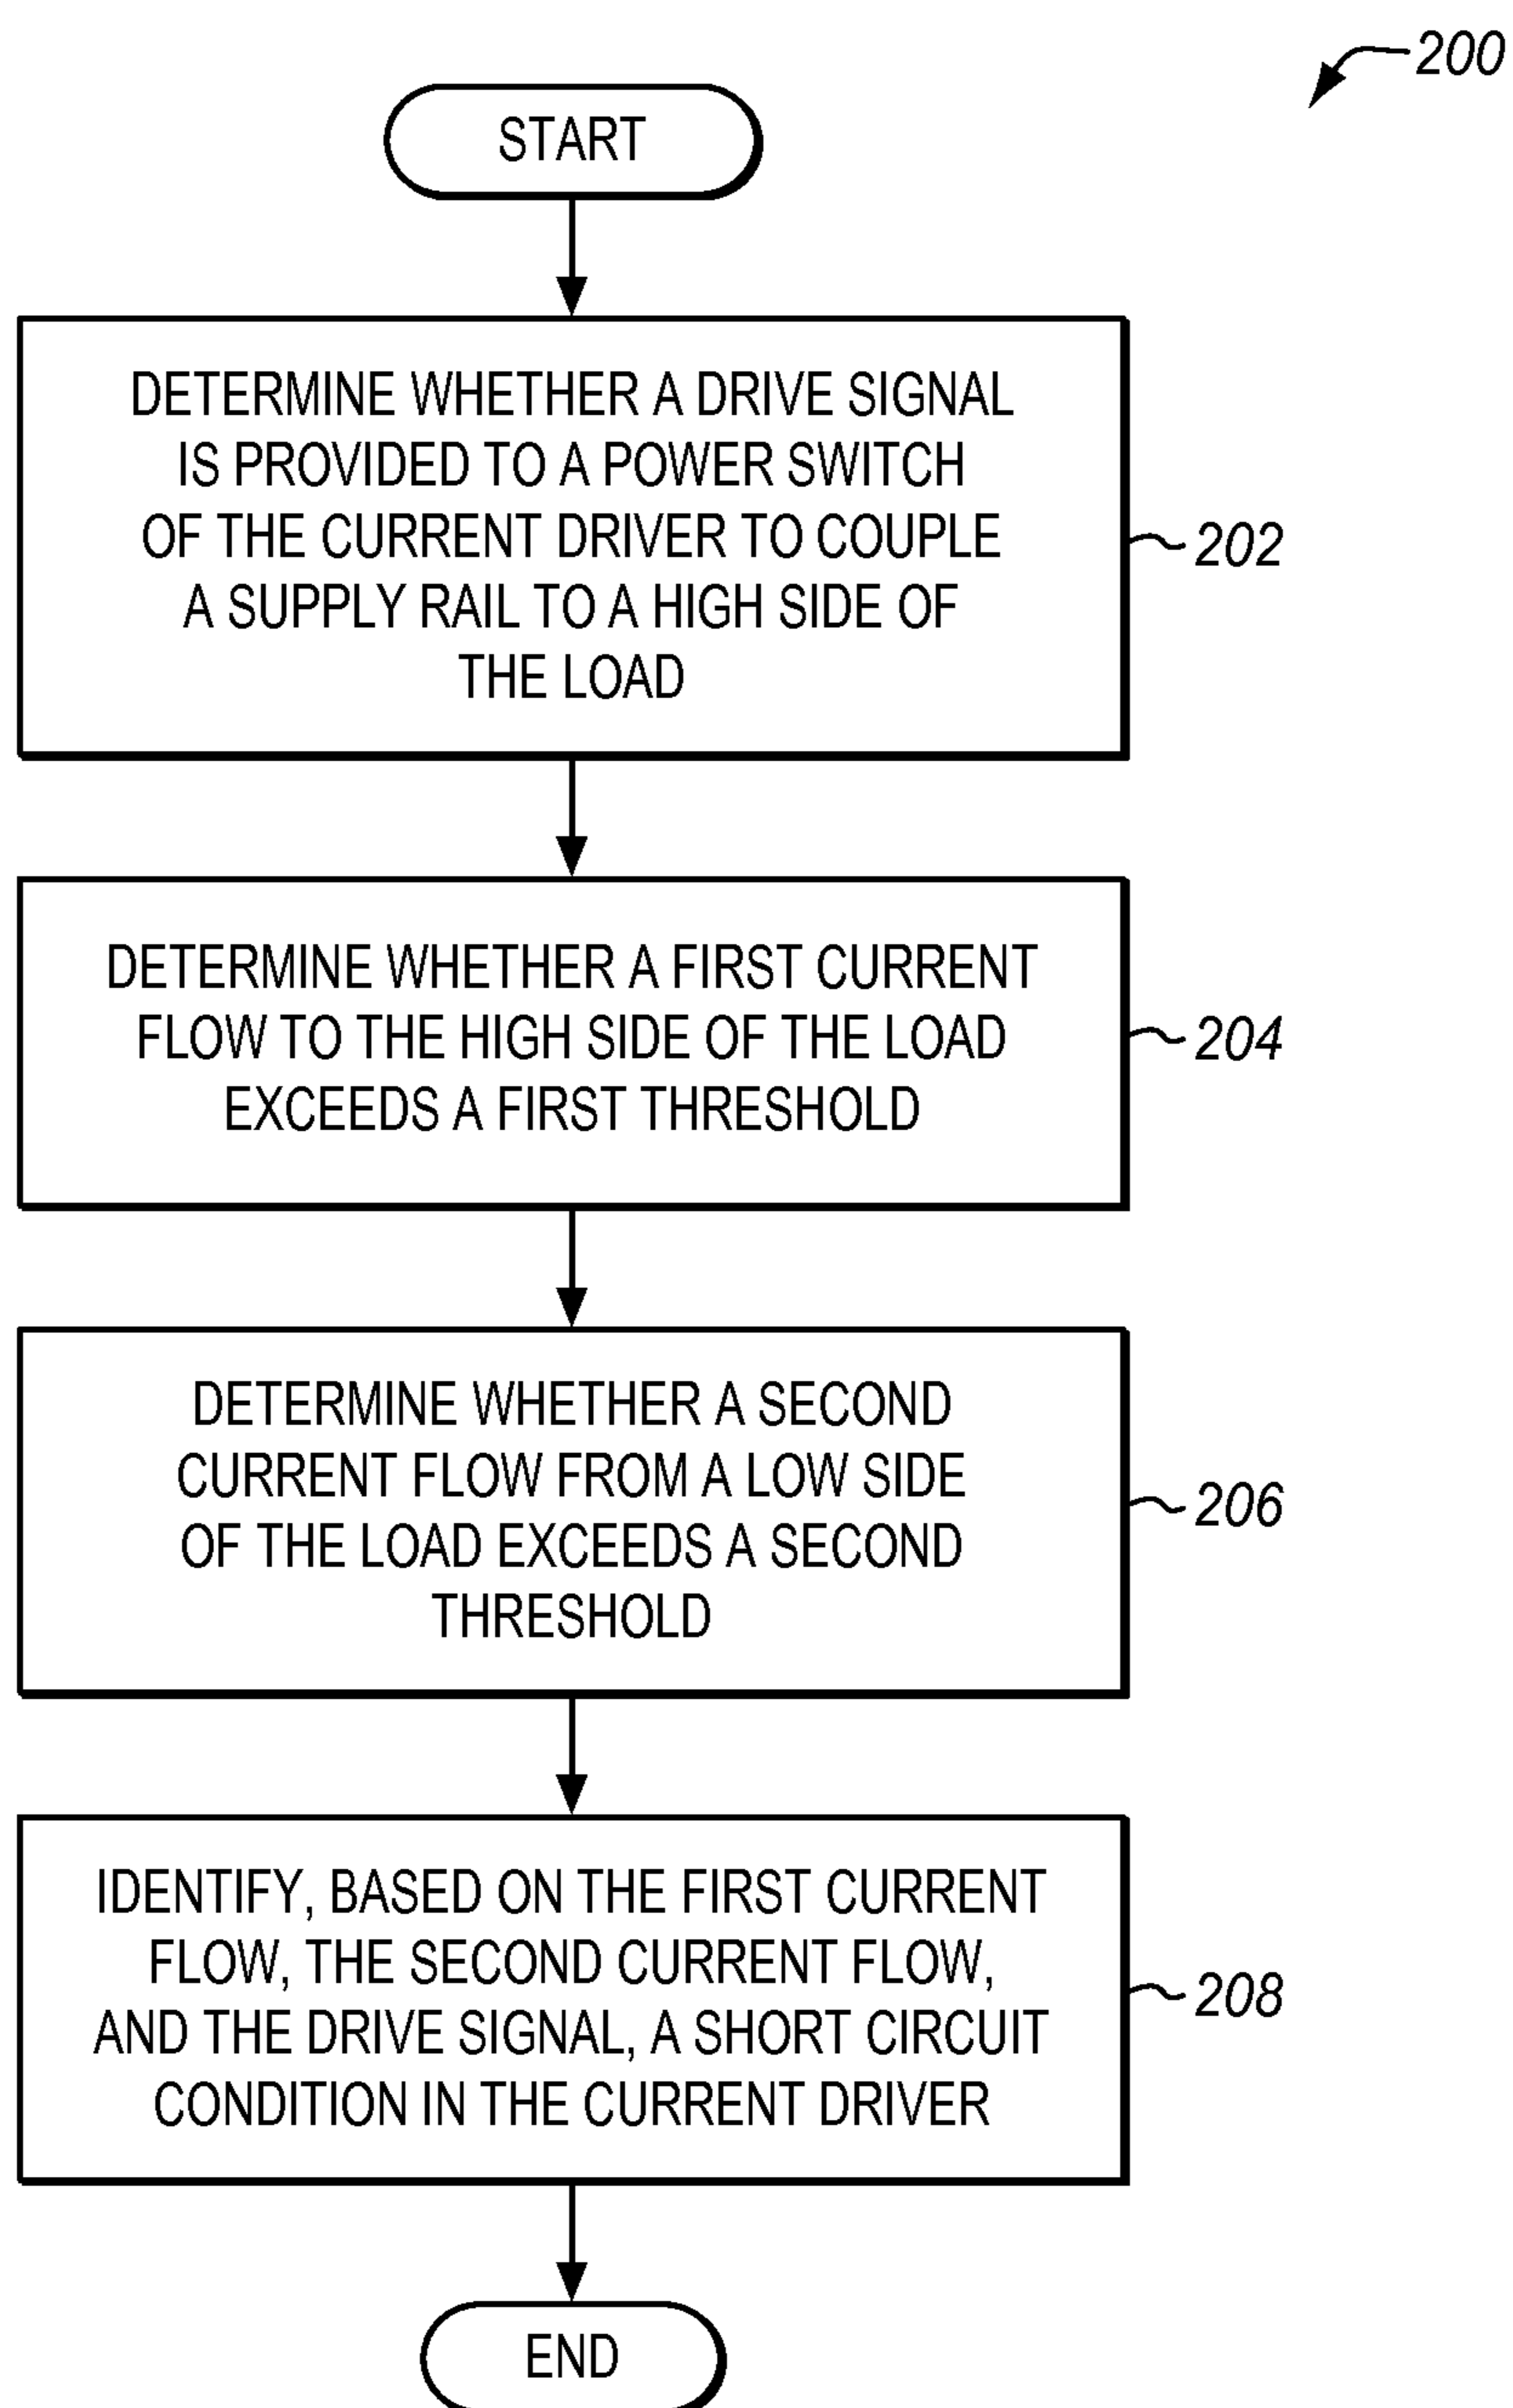 200
START
DETERMINE WHETHER A DRIVE SIGNAL
IS PROVIDED TO A POWER SWITCH
OF THE CURRENT DRIVER TO COUPLE
A SUPPLY RAIL TO A HIGH SIDE OF
THE LOAD
202
DETERMINE WHETHER A FIRST CURRENT
FLOW TO THE HIGH SIDE OF THE LOAD
EXCEEDS A FIRST THRESHOLD
204
DETERMINE WHETHER A SECOND
CURRENT FLOW FROM A LOW SIDE
OF THE LOAD EXCEEDS A SECOND
THRESHOLD
206
IDENTIFY, BASED ON THE FIRST CURRENT
FLOW, THE SECOND CURRENT FLOW,
AND THE DRIVE SIGNAL, A SHORT CIRCUIT
CONDITION IN THE CURRENT DRIVER
208
END